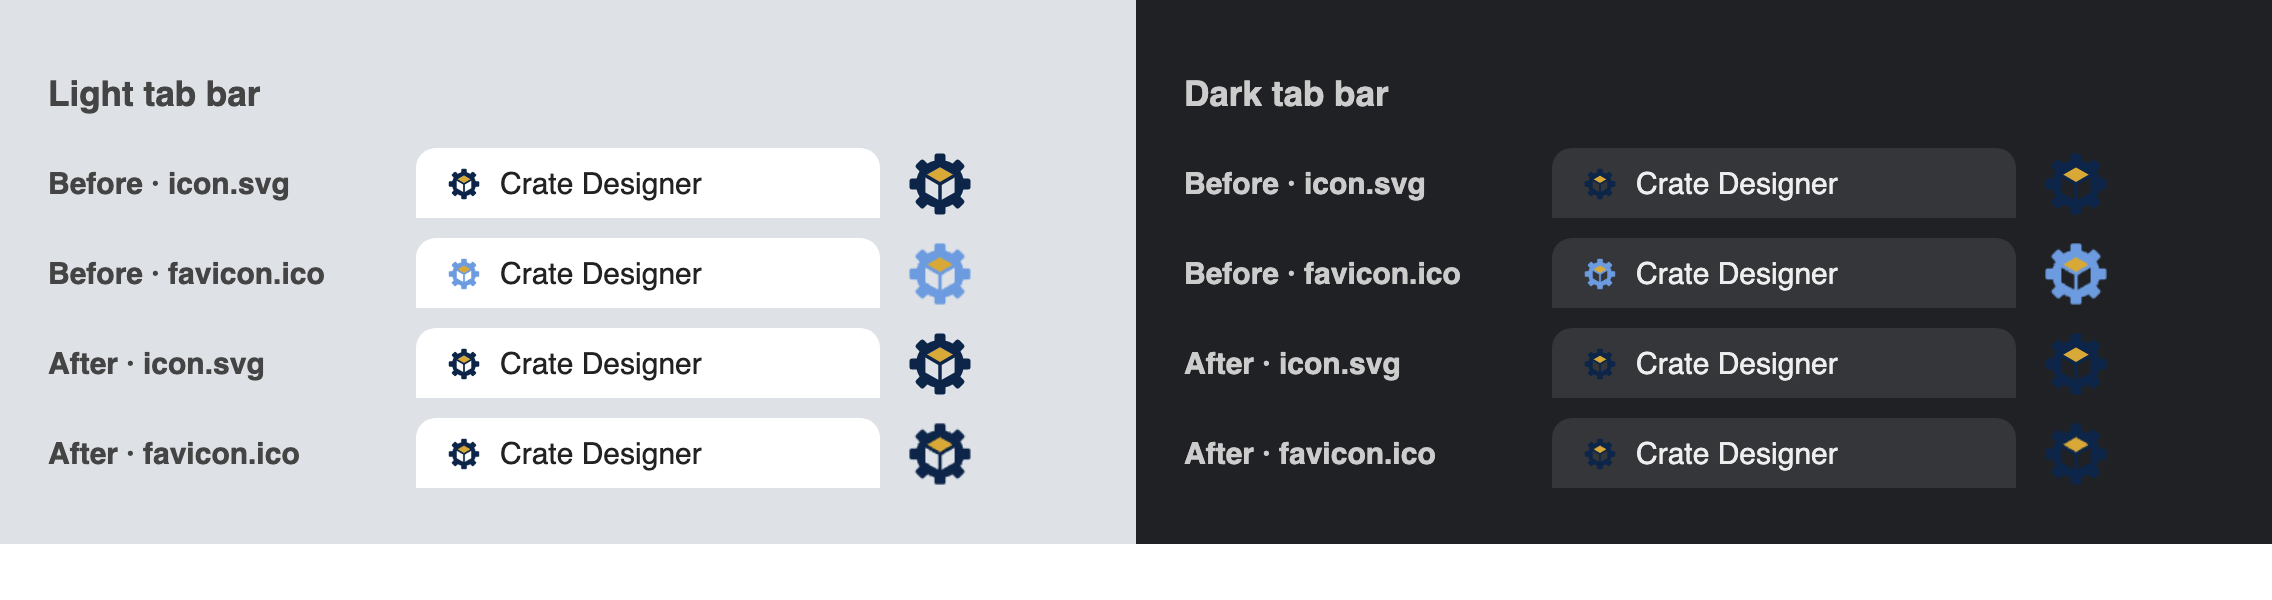 Light tab bar
Before · icon.svg
Crate Designer
Before · favicon.ico
Crate Designer
After · icon.svg
Crate Designer
After · favicon.ico
Crate Designer
Dark tab bar
Before · icon.svg
Crate Designer
Before · favicon.ico
Crate Designer
After · icon.svg
Crate Designer
After · favicon.ico
Crate Designer